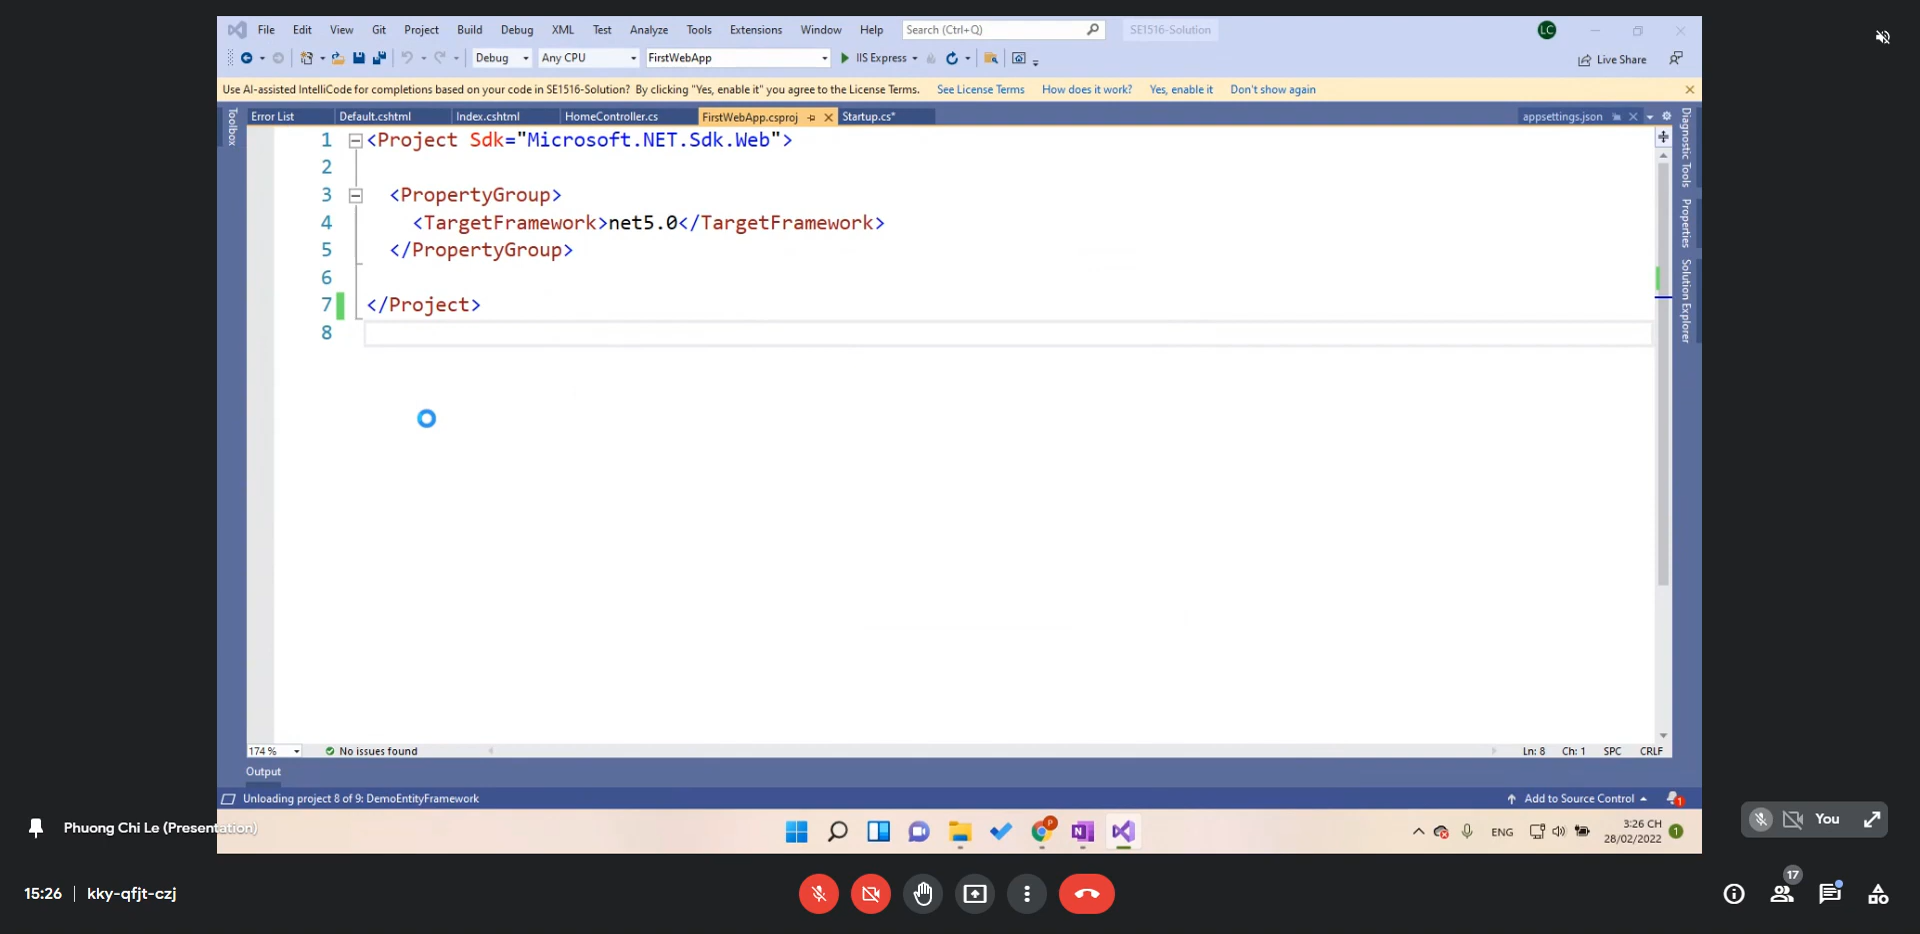 File Edit View Git Project Build Debug XML Test Analyze Tools Extensions Window Help Search (Ctrl+Q) SE1516-Solution LC
Debug Any CPU FirstWebApp IIS Express Live Share
Use AI-assisted IntelliCode for completions based on your code in SE1516-Solution? By clicking "Yes, enable it" you agree to the License Terms. See License Terms How does it work? Yes, enable it Don't show again
Toolbox
Error List Default.cshtml Index.cshtml HomeController.cs FirstWebApp.csproj Startup.cs* appsettings.json
1 <Project Sdk="Microsoft.NET.Sdk.Web">
2
3 <PropertyGroup>
4 <TargetFramework>net5.0</TargetFramework>
5 </PropertyGroup>
6
7 </Project>
8
Diagnostic Tools
Properties
Solution Explorer
174 % No issues found Ln: 8 Ch: 1 SPC CRLF
Output
Unloading project 8 of 9: DemoEntityFramework Add to Source Control 1
Phuong Chi Le (Presentation)
P
ENG
3:26 CH
28/02/2022
1
You
15:26 | kky-qfjt-czj
17